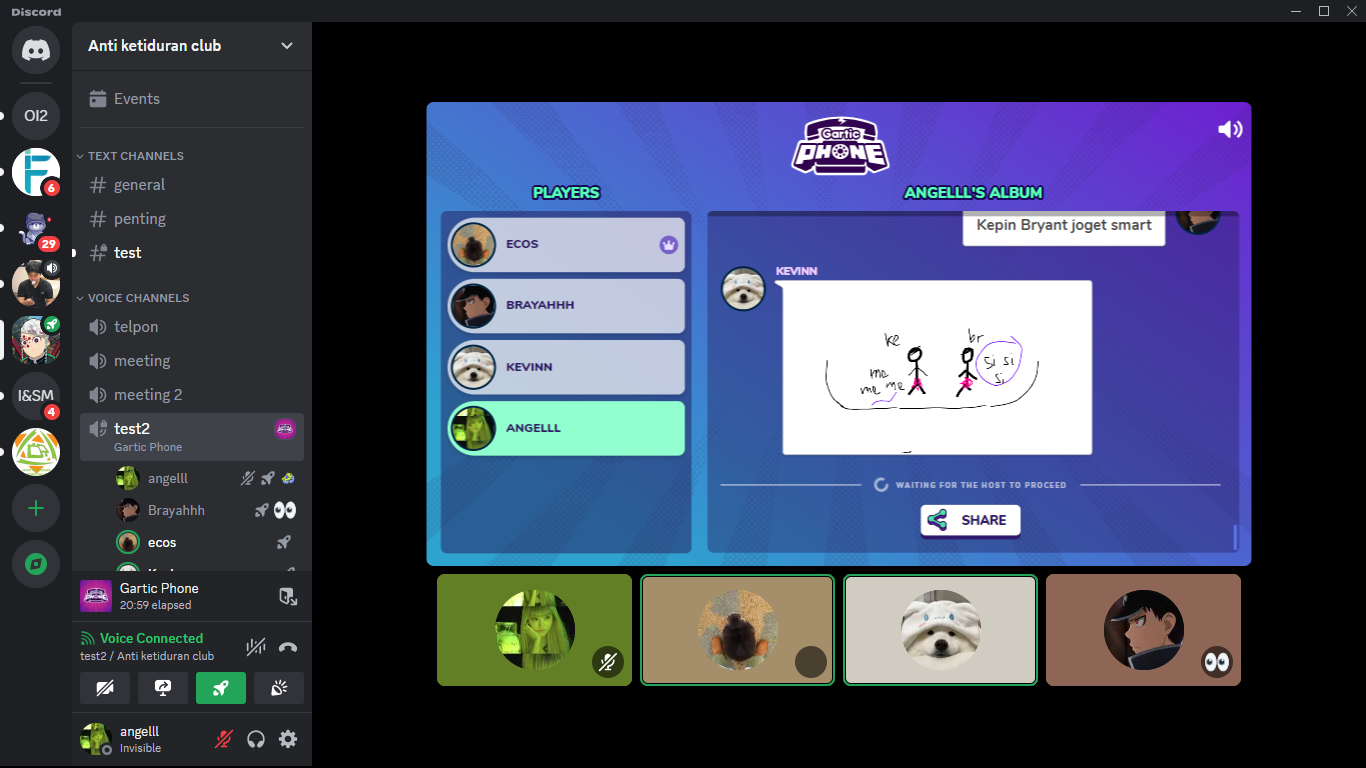 Discord
Anti ketiduran club
Events
TEXT CHANNELS
general
penting
test
VOICE CHANNELS
telpon
meeting
meeting 2
test2
Gartic Phone
angelll
Brayahhh
ecos
OI2
6
29
I&SM
4
Gartic Phone
20:59 elapsed
Voice Connected
test2 / Anti ketiduran club
angelll
Invisible
Gartic
PHONE
PLAYERS
ECOS
BRAYAHHH
KEVINN
ANGELLL
ANGELLL'S ALBUM
Kepin Bryant joget smart
KEVINN
ke
br
me
me me
si si
si
WAITING FOR THE HOST TO PROCEED
SHARE